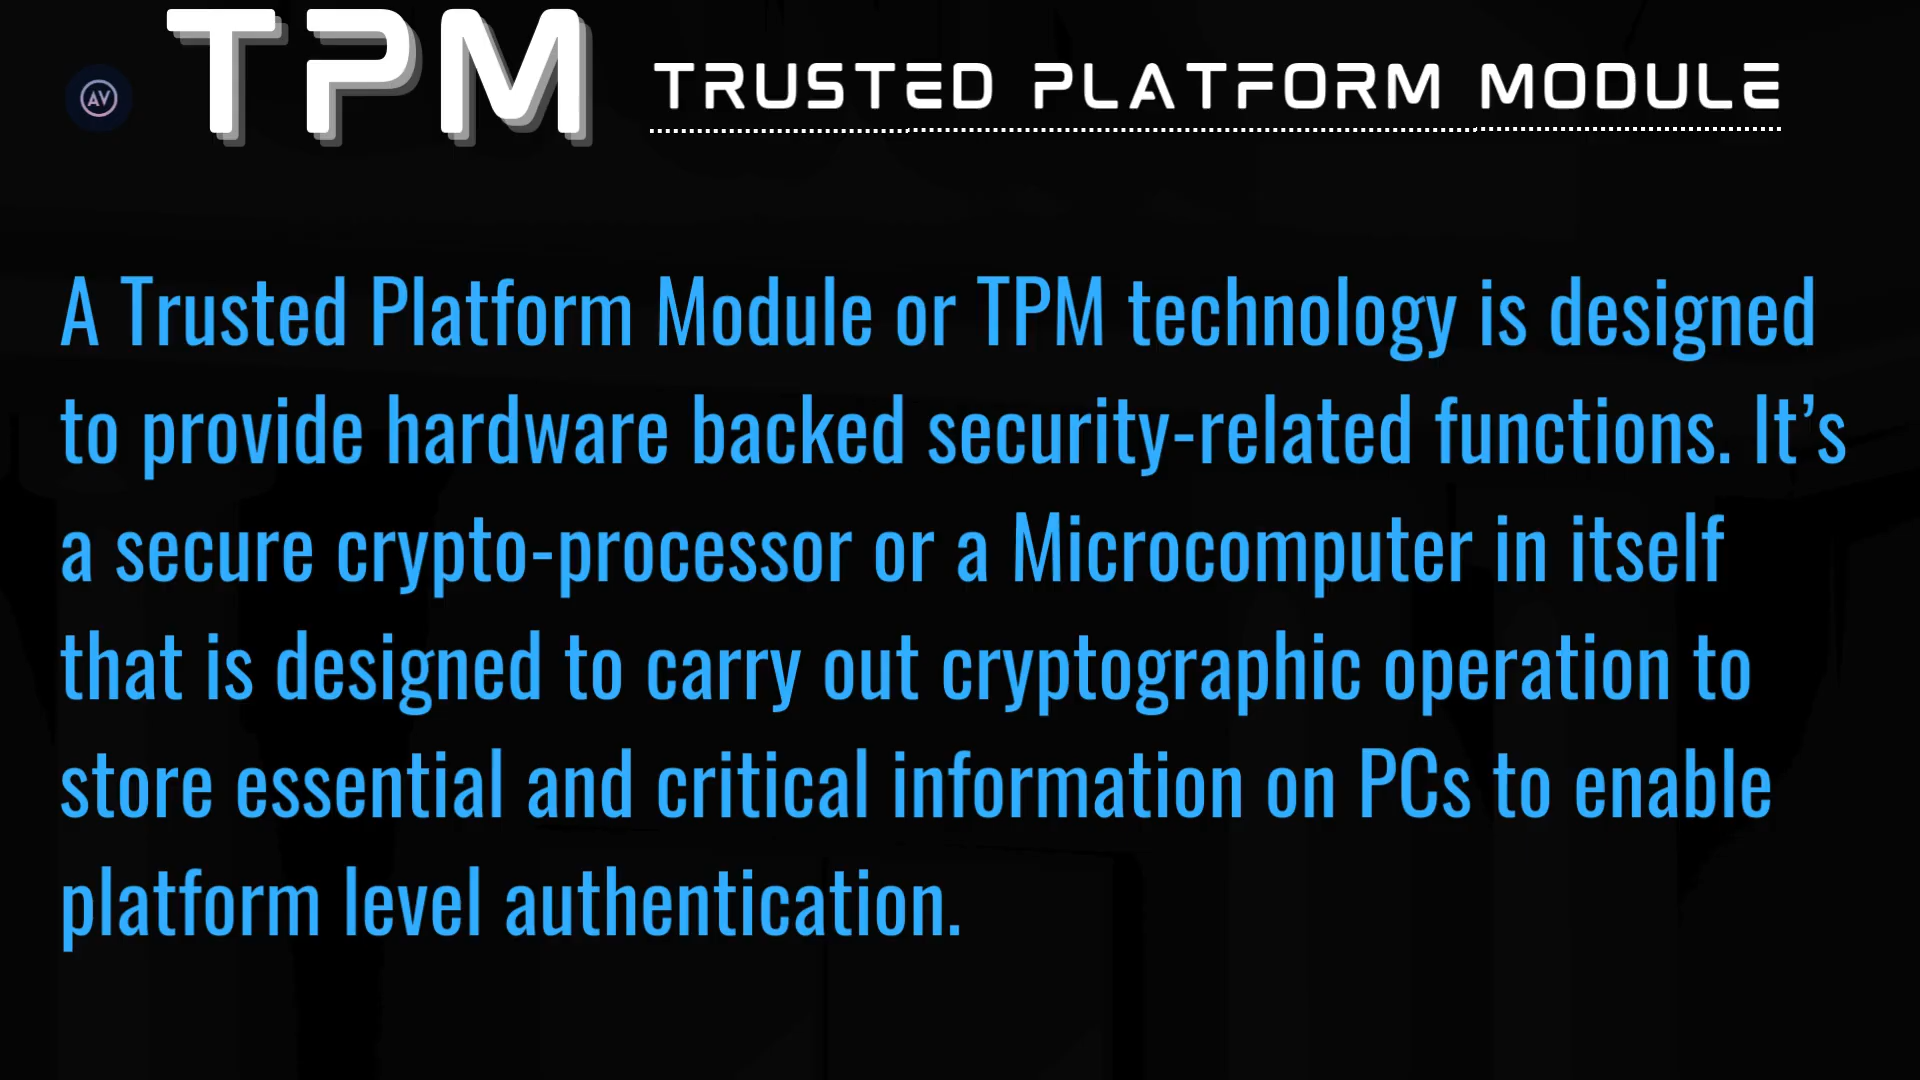 TPM TRUSTED PLATFORM MODULE
AV
A Trusted Platform Module or TPM technology is designed
to provide hardware backed security-related functions. It’s
a secure crypto-processor or a Microcomputer in itself
that is designed to carry out cryptographic operation to
store essential and critical information on PCs to enable
platform level authentication.